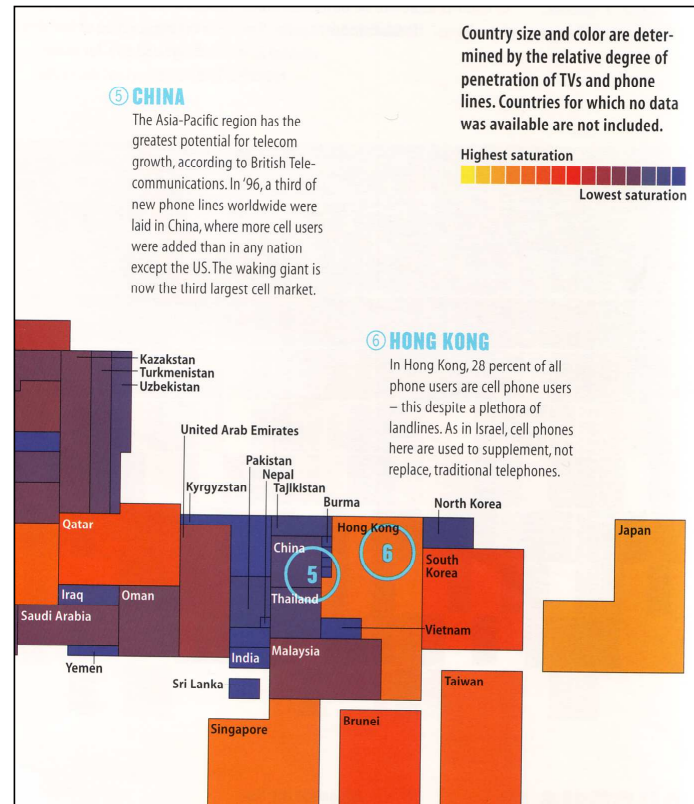 Country size and color are deter-
mined by the relative degree of
penetration of TVs and phone
lines. Countries for which no data
was available are not included.
Highest saturation
Lowest saturation
⑤ CHINA
The Asia-Pacific region has the
greatest potential for telecom
growth, according to British Tele-
communications. In '96, a third of
new phone lines worldwide were
laid in China, where more cell users
were added than in any nation
except the US. The waking giant is
now the third largest cell market.
⑥ HONG KONG
In Hong Kong, 28 percent of all
phone users are cell phone users
– this despite a plethora of
landlines. As in Israel, cell phones
here are used to supplement, not
replace, traditional telephones.
Kazakstan
Turkmenistan
Uzbekistan
United Arab Emirates
Pakistan
Nepal
Kyrgyzstan
Tajikistan
Burma
North Korea
Qatar
Hong Kong
Japan
China
6
South
Korea
5
Iraq
Oman
Thailand
Saudi Arabia
Vietnam
India
Malaysia
Yemen
Sri Lanka
Taiwan
Singapore
Brunei